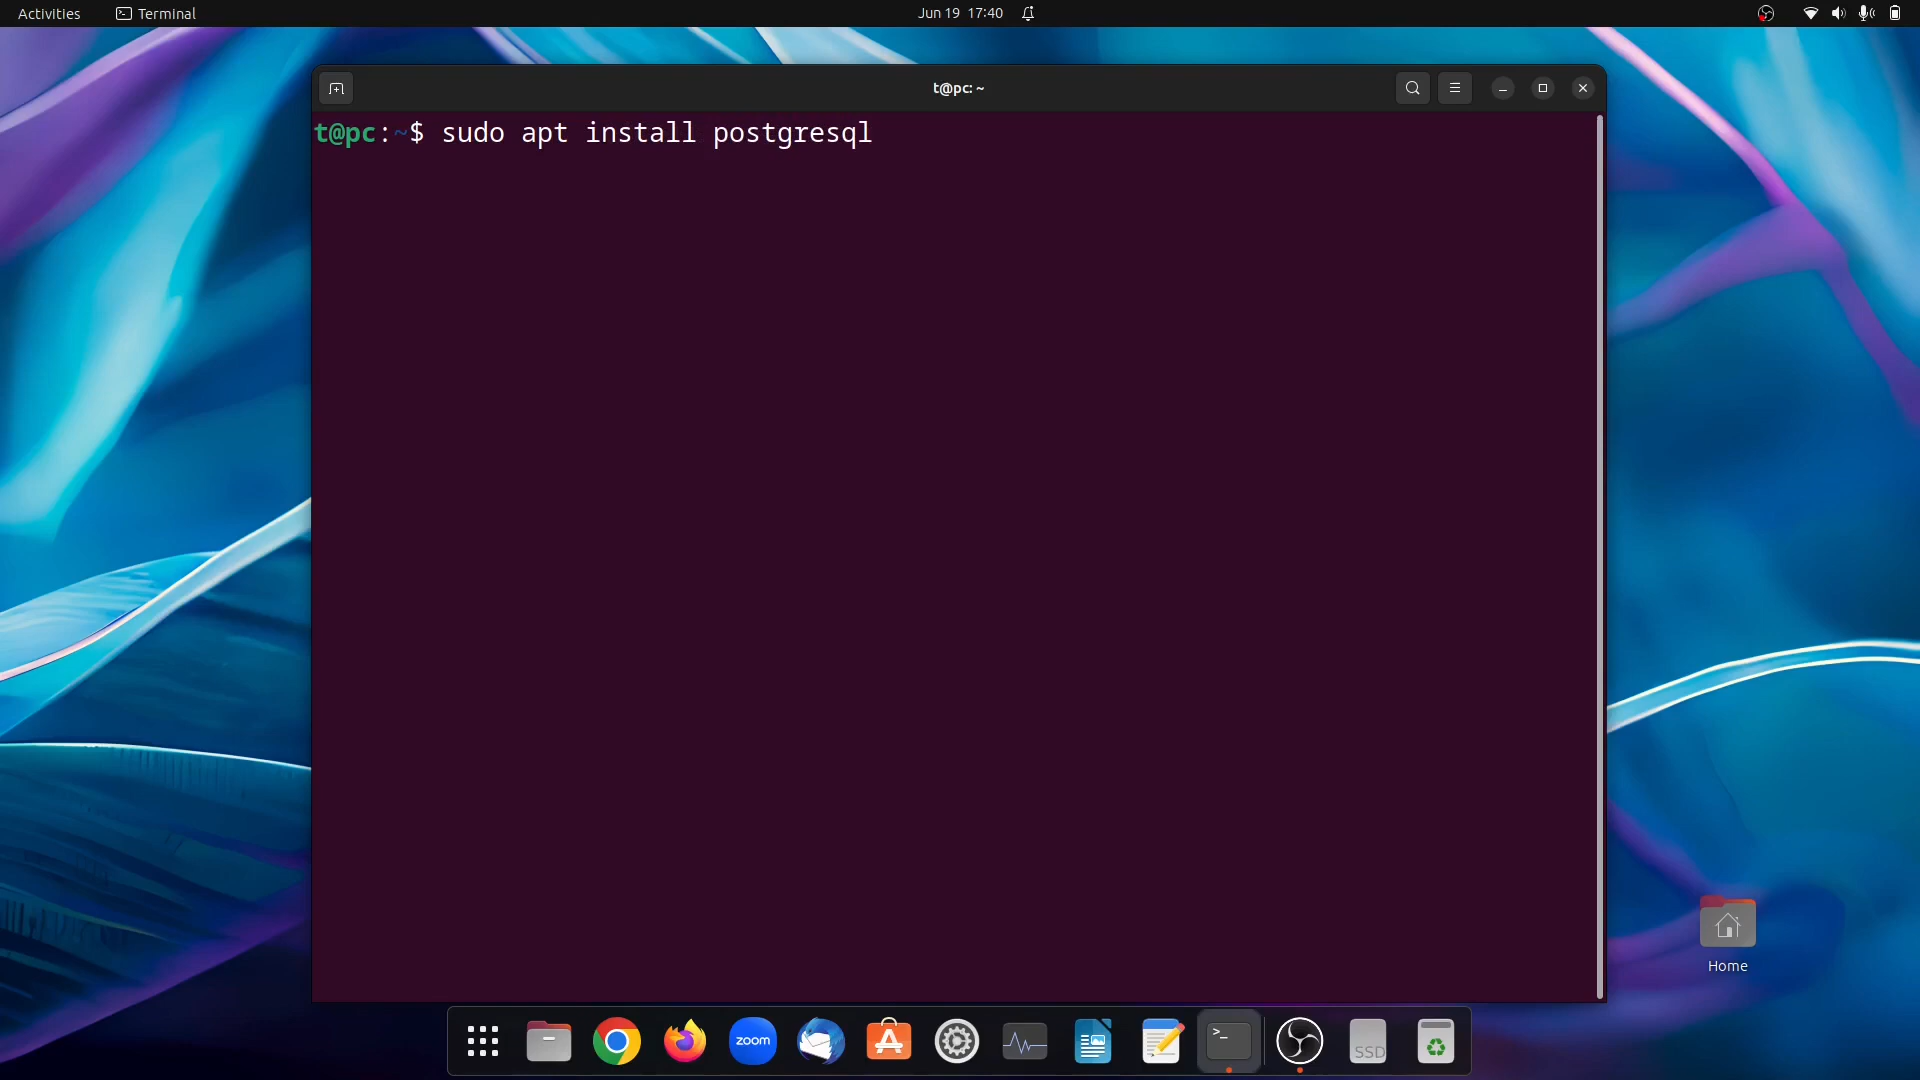 Activities
Terminal
Jun 19 17:40
t@pc: ~
t@pc:~$ sudo apt install postgresql
Home
zoom
>_
SSD